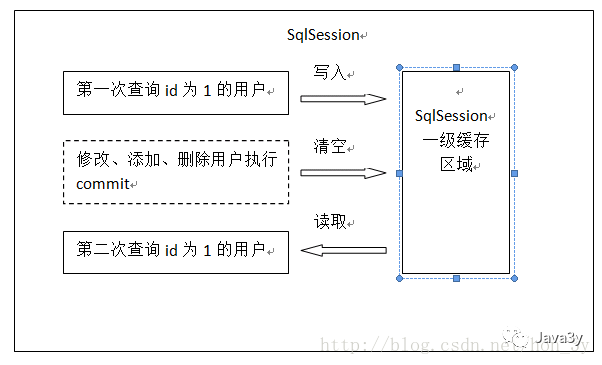 SqlSession
第一次查询 id 为 1 的用户
写入
修改、添加、删除用户执行
commit
清空
第二次查询 id 为 1 的用户
读取
SqlSession
一级缓存
区域
Java3y
http://blog.csdn.net/hon_3y